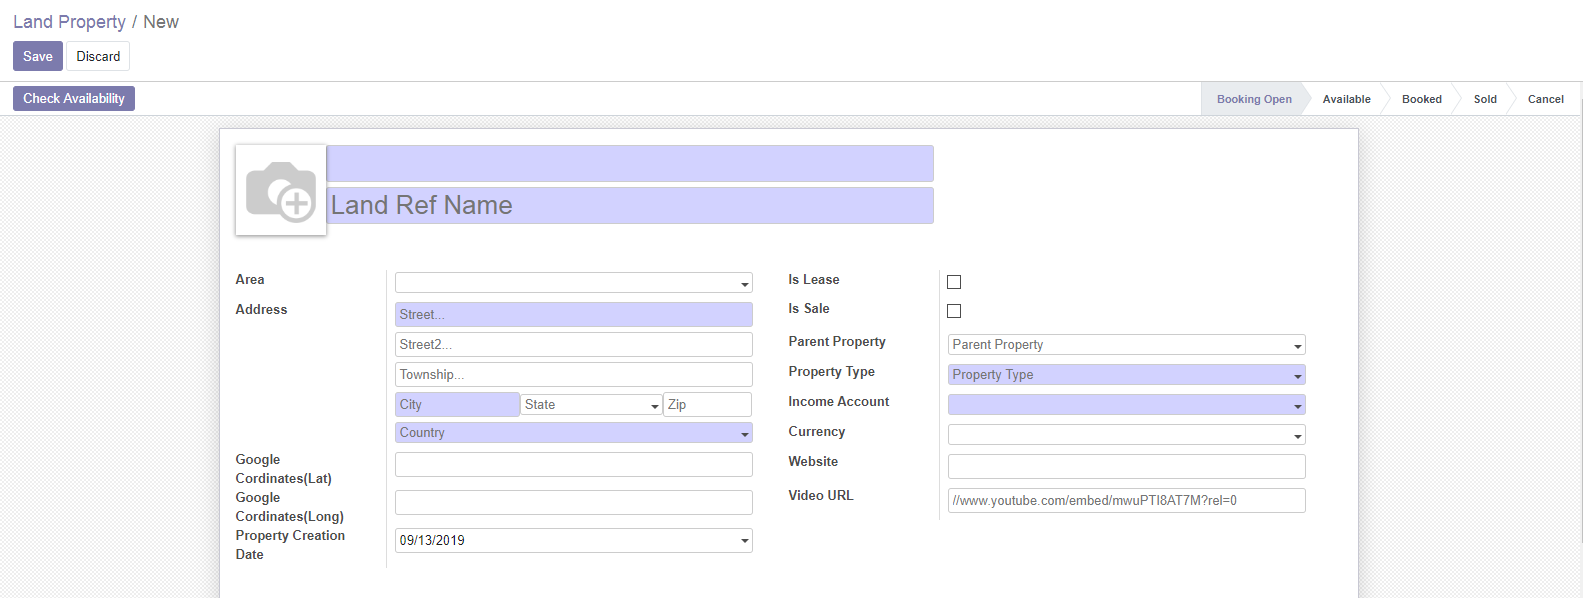 Land Property / New
Save Discard
Check Availability
Booking Open Available Booked Sold Cancel
Land Ref Name
Area
Address
Street...
Street2...
Township...
City State Zip
Country
Google
Cordinates(Lat)
Google
Cordinates(Long)
Property Creation
Date
09/13/2019
Is Lease
Is Sale
Parent Property Parent Property
Property Type Property Type
Income Account
Currency
Website
Video URL //www.youtube.com/embed/mwuPTI8AT7M?rel=0